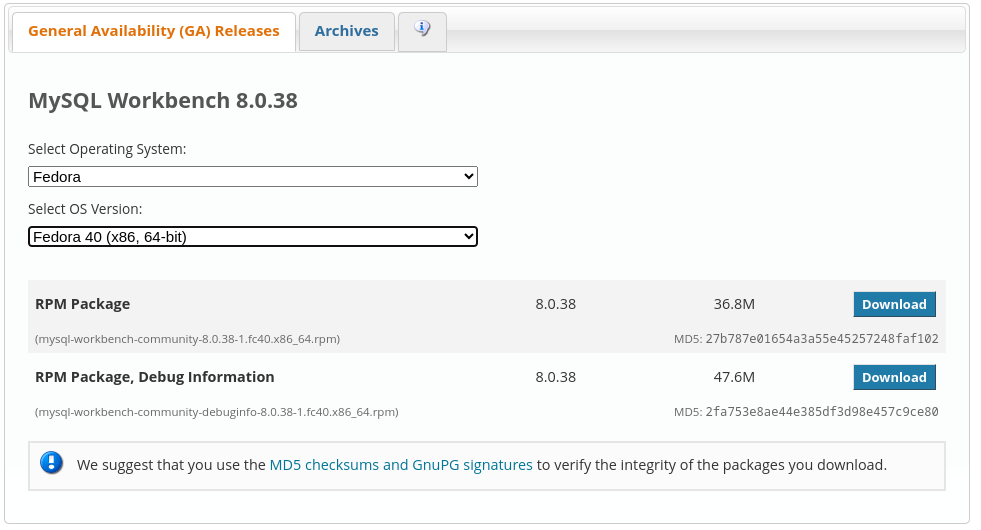 General Availability (GA) Releases
Archives
MySQL Workbench 8.0.38
Select Operating System:
Fedora
Select OS Version:
Fedora 40 (x86, 64-bit)
RPM Package 8.0.38 36.8M Download
(mysql-workbench-community-8.0.38-1.fc40.x86_64.rpm) MD5: 27b787e01654a3a55e45257248faf102
RPM Package, Debug Information 8.0.38 47.6M Download
(mysql-workbench-community-debuginfo-8.0.38-1.fc40.x86_64.rpm) MD5: 2fa753e8ae44e385df3d98e457c9ce80
We suggest that you use the MD5 checksums and GnuPG signatures to verify the integrity of the packages you download.